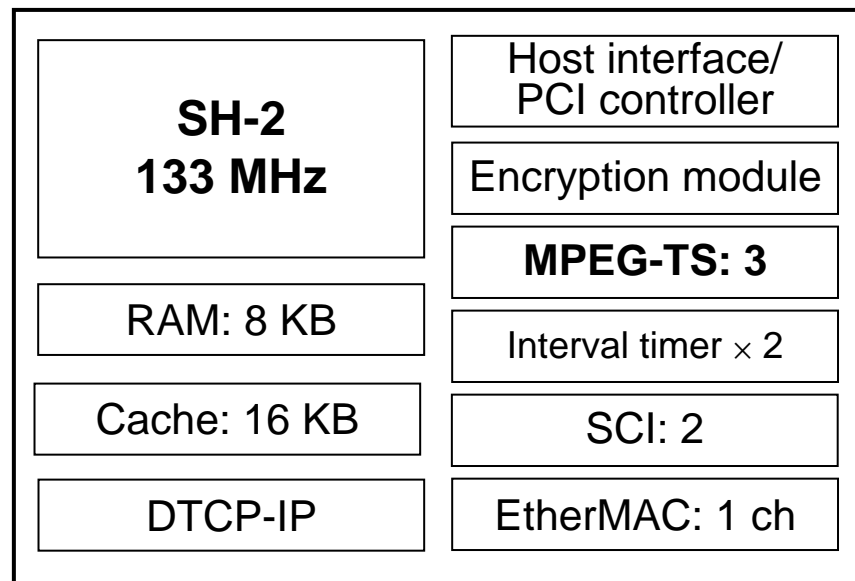 SH-2
133 MHz
RAM: 8 KB
Cache: 16 KB
DTCP-IP
Host interface/
PCI controller
Encryption module
MPEG-TS: 3
Interval timer × 2
SCI: 2
EtherMAC: 1 ch